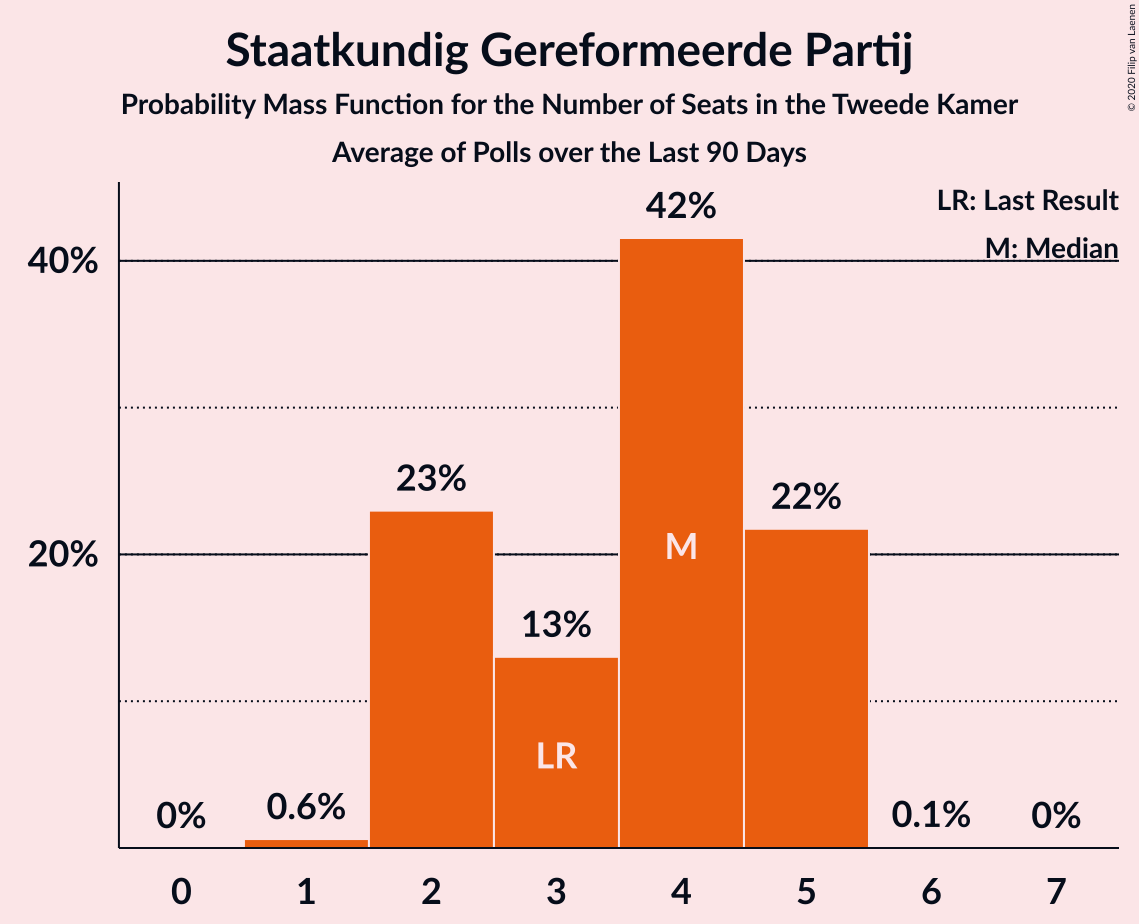 Staatkundig Gereformeerde Partij
Probability Mass Function for the Number of Seats in the Tweede Kamer
Average of Polls over the Last 90 Days
© 2020 Filip van Laenen
LR: Last Result
M: Median
42%
40%
23%
22%
M
20%
13%
LR
0%
0.6%
0.1%
0%
0 1 2 3 4 5 6 7